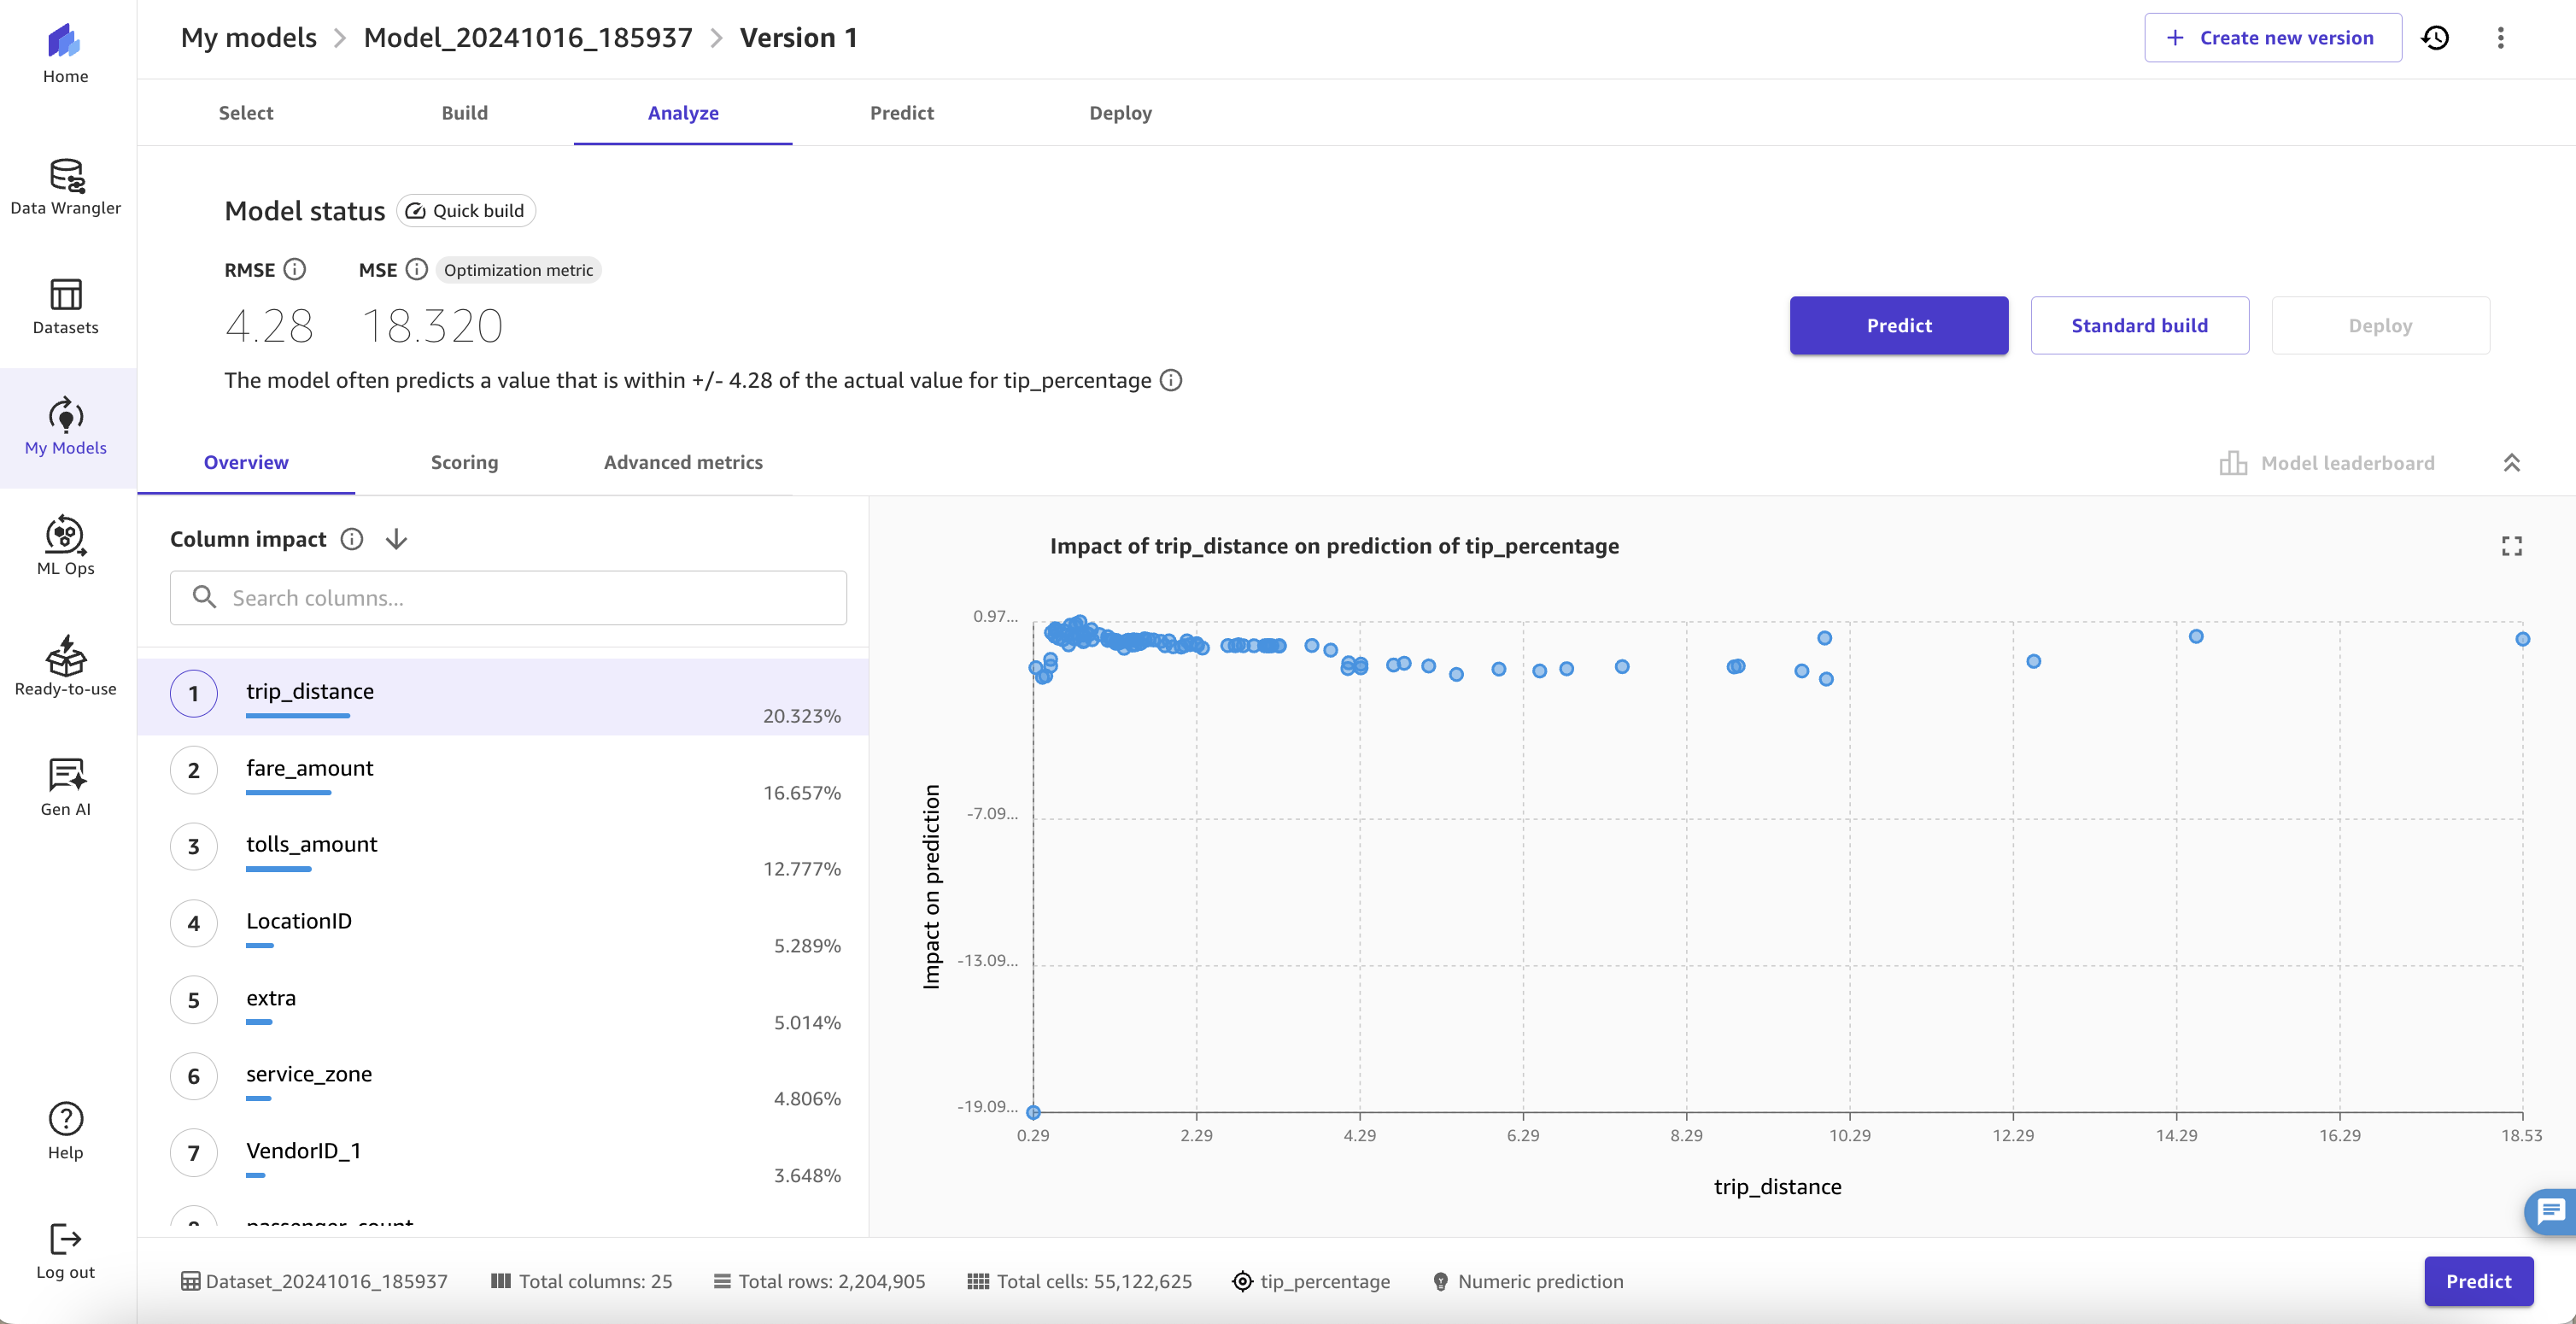 Home
Data Wrangler
Datasets
My Models
ML Ops
Ready-to-use
Gen AI
Help
Log out
My models > Model_20241016_185937 > Version 1
+ Create new version
Select Build Analyze Predict Deploy
Model status Quick build
RMSE MSE Optimization metric
4.28 18.320
The model often predicts a value that is within +/- 4.28 of the actual value for tip_percentage
Predict Standard build Deploy
Overview Scoring Advanced metrics Model leaderboard
Column impact
Search columns...
1 trip_distance
20.323%
2 fare_amount
16.657%
3 tolls_amount
12.777%
4 LocationID
5.289%
5 extra
5.014%
6 service_zone
4.806%
7 VendorID_1
3.648%
8 passenger_count
Impact of trip_distance on prediction of tip_percentage
Impact on prediction
0.97...
-7.09...
-13.09...
-19.09...
0.29 2.29 4.29 6.29 8.29 10.29 12.29 14.29 16.29 18.53
trip_distance
Dataset_20241016_185937 Total columns: 25 Total rows: 2,204,905 Total cells: 55,122,625 tip_percentage Numeric prediction Predict